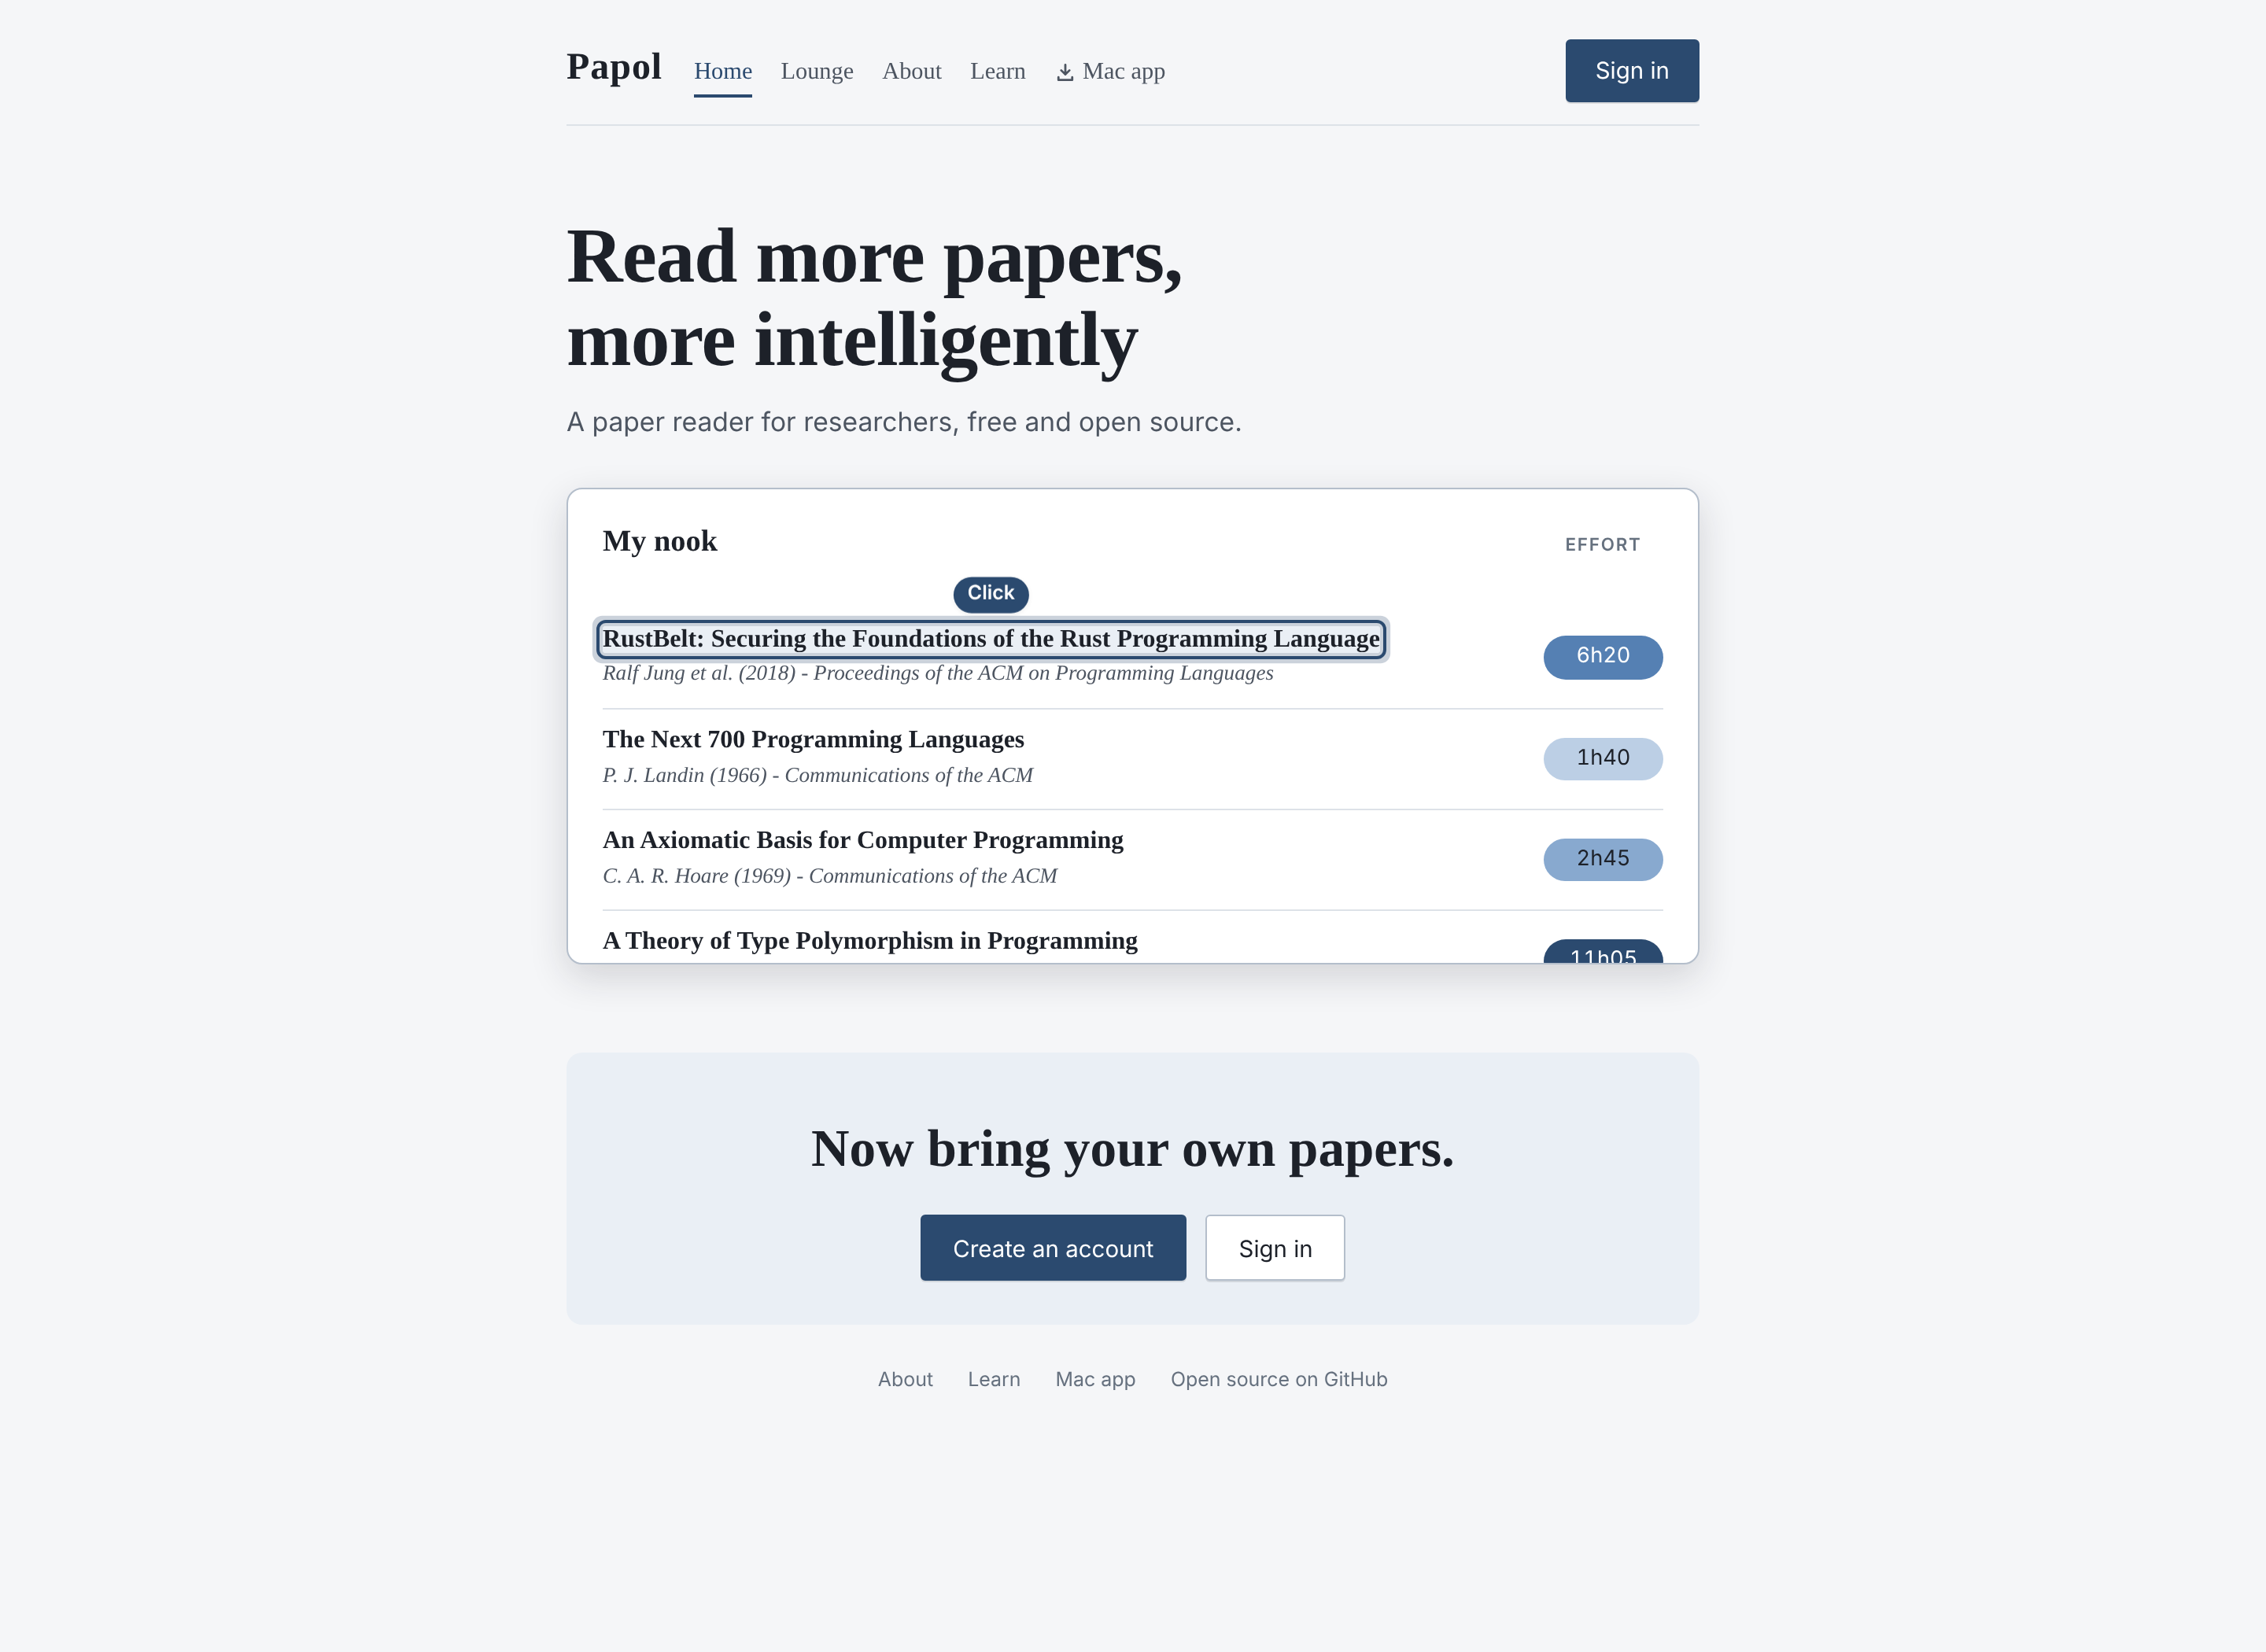 Papol Home Lounge About Learn Mac app Sign in
Read more papers,
more intelligently
A paper reader for researchers, free and open source.
My nook EFFORT
Click
RustBelt: Securing the Foundations of the Rust Programming Language
6h20
Ralf Jung et al. (2018) - Proceedings of the ACM on Programming Languages
The Next 700 Programming Languages
1h40
P. J. Landin (1966) - Communications of the ACM
An Axiomatic Basis for Computer Programming
2h45
C. A. R. Hoare (1969) - Communications of the ACM
A Theory of Type Polymorphism in Programming
11h05
Now bring your own papers.
Create an account Sign in
About Learn Mac app Open source on GitHub